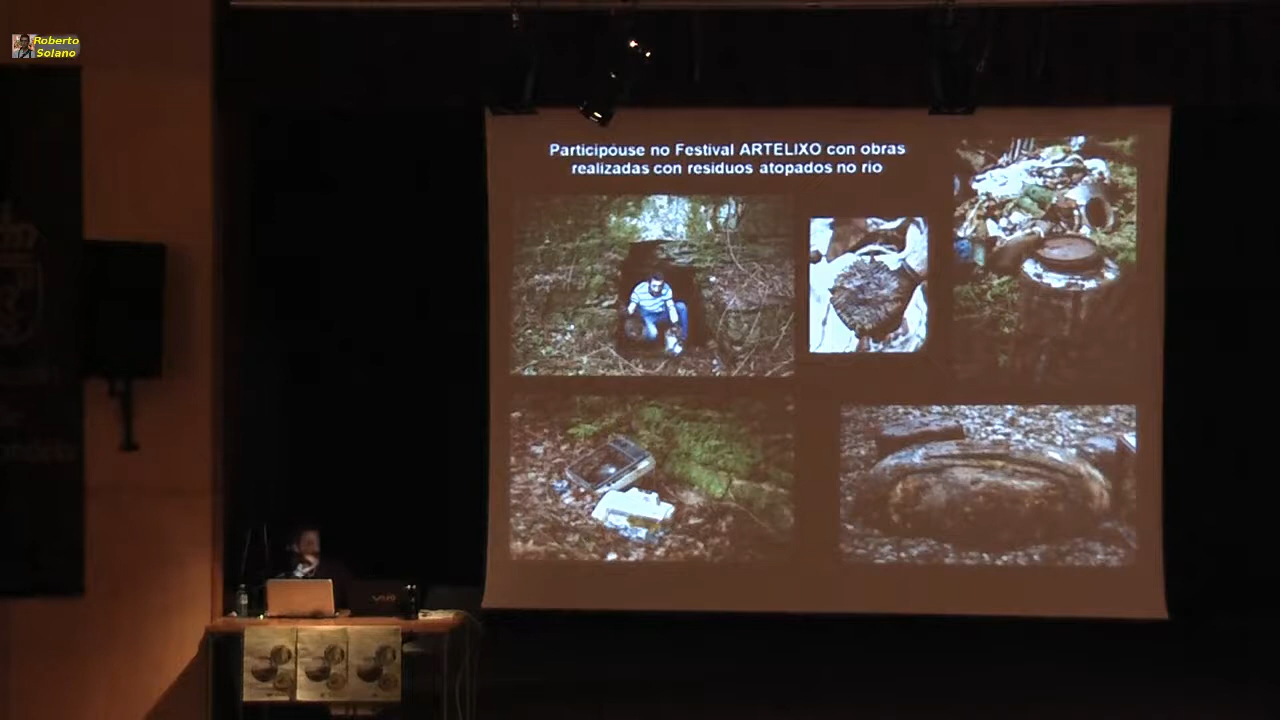 Roberto
Solano
Participouse no Festival ARTELIXO con obras
realizadas con residuos atopados no río
VAIO